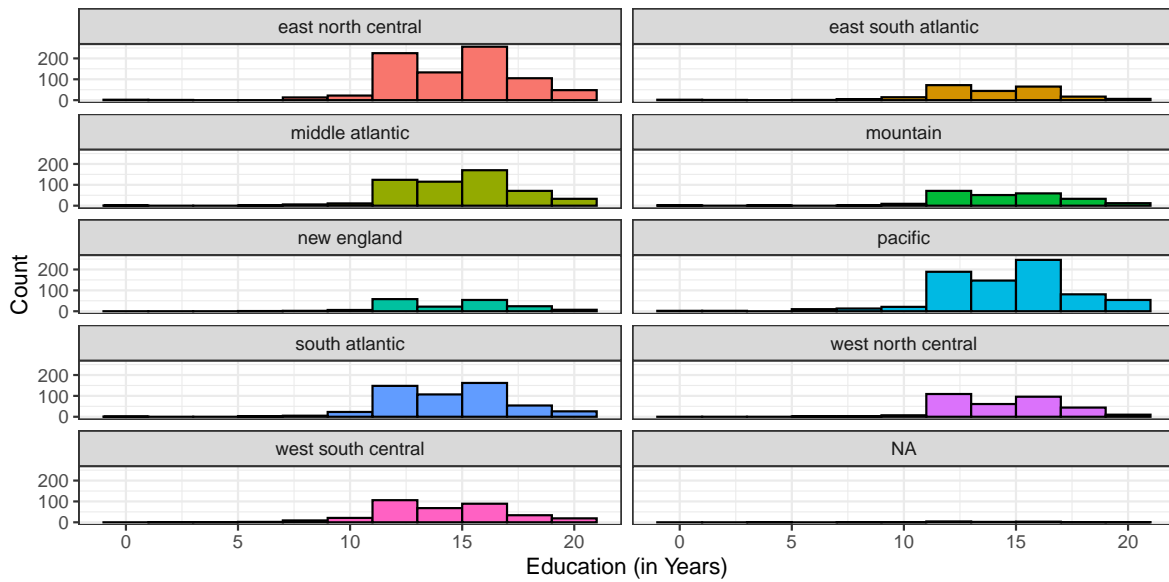 east north central
east south atlantic
200
100
0
middle atlantic
mountain
200
100
0
new england
pacific
200
100
0
south atlantic
west north central
200
100
0
west south central
NA
200
100
0
0 5 10 15 20
0 5 10 15 20
Education (in Years)
Count